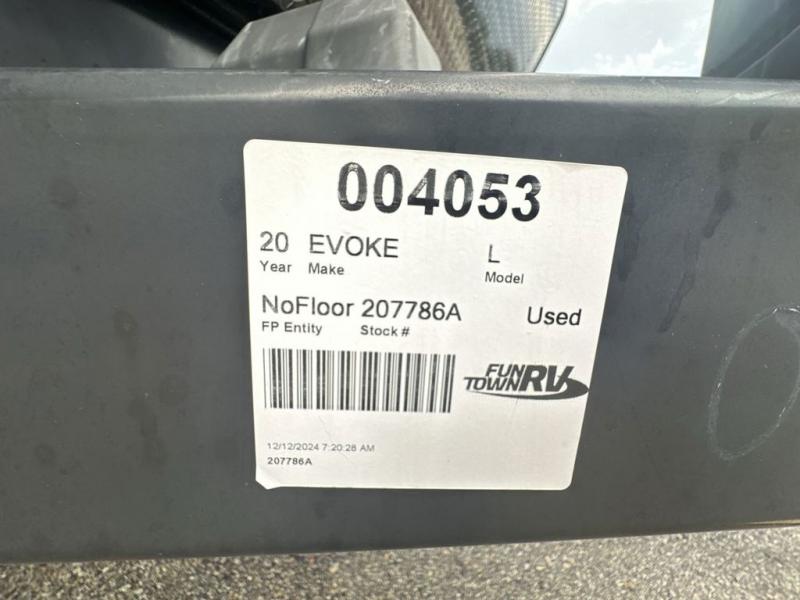 004053
20 EVOKE L
Year Make Model
NoFloor 207786A Used
FP Entity Stock #
FUN TOWN RV
12/12/2024 7:20:28 AM
207786A